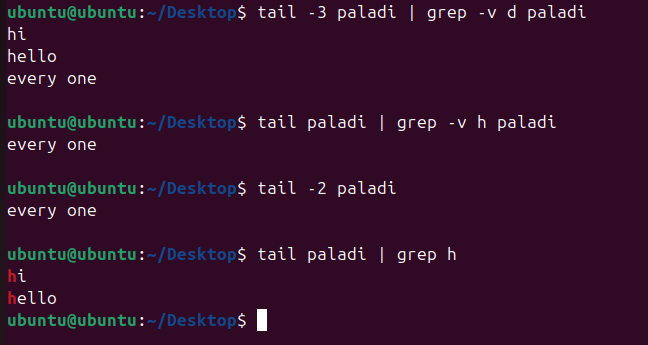 ubuntu@ubuntu:~/Desktop$ tail -3 paladi | grep -v d paladi
hi
hello
every one
ubuntu@ubuntu:~/Desktop$ tail paladi | grep -v h paladi
every one
ubuntu@ubuntu:~/Desktop$ tail -2 paladi
every one
ubuntu@ubuntu:~/Desktop$ tail paladi | grep h
hi
hello
ubuntu@ubuntu:~/Desktop$